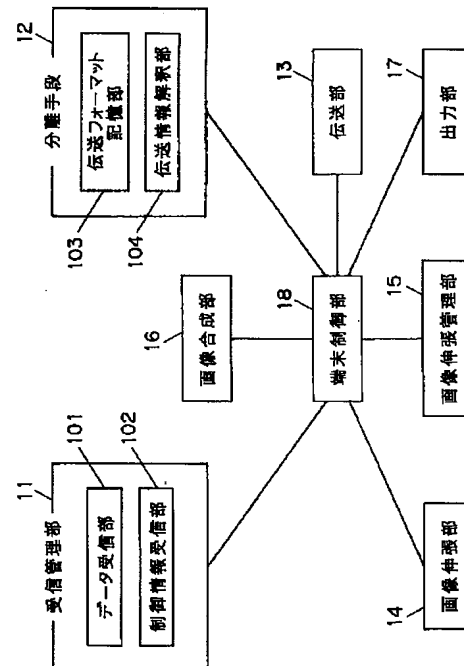 11
受信管理部
101
データ受信部
102
制御情報受信部
12
分離手段
伝送フォーマット
記憶部
103
伝送情報解釈部
104
16
画像合成部
13
伝送部
18
端末制御部
14
画像伸張部
15
画像伸張管理部
17
出力部